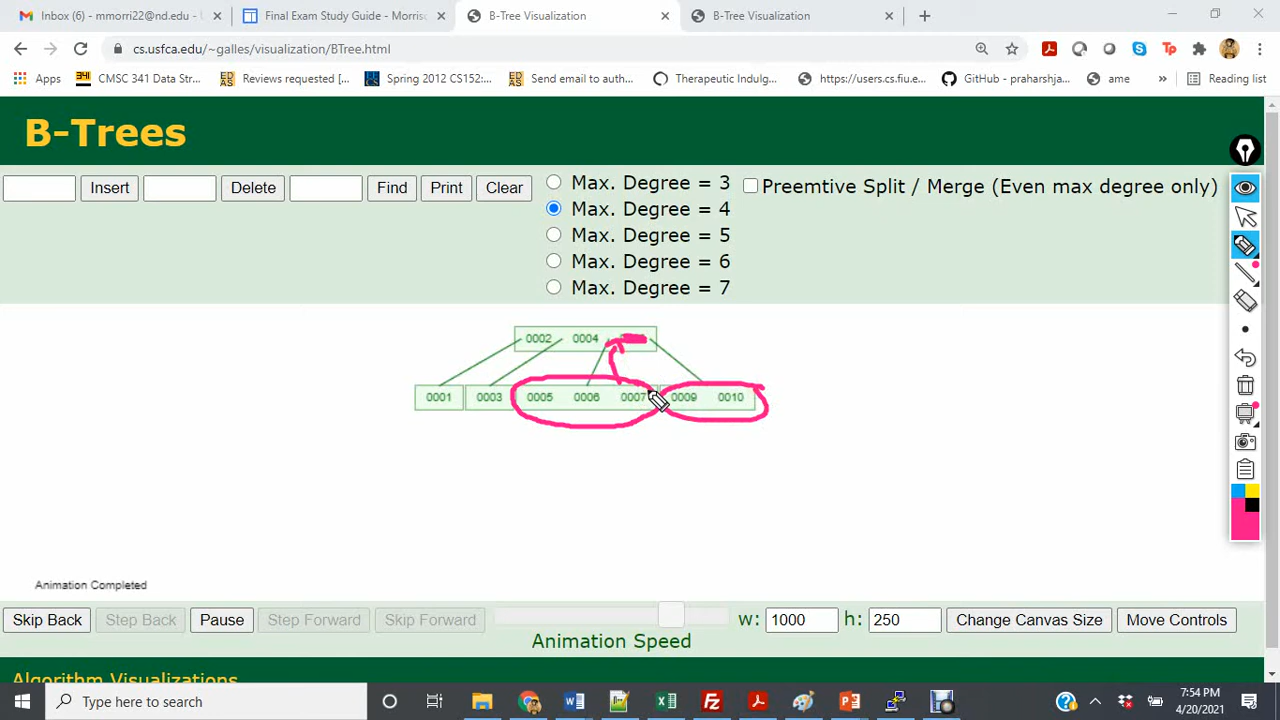 Inbox (6) - mmorri22@nd.edu - U
Final Exam Study Guide - Morriso
B-Tree Visualization
B-Tree Visualization
cs.usfca.edu/~galles/visualization/BTree.html
Apps
CMSC 341 Data Str...
Reviews requested [...
Spring 2012 CS152:...
Send email to auth...
Therapeutic Indulg...
https://users.cs.fiu.e...
GitHub - praharshja...
ame
»
Reading list
B-Trees
Insert
Delete
Find
Print
Clear
Max. Degree = 3
Max. Degree = 4
Max. Degree = 5
Max. Degree = 6
Max. Degree = 7
Preemtive Split / Merge (Even max degree only)
0002 0004
0001 0003 0005 0006 0007 0009 0010
Animation Completed
Skip Back
Step Back
Pause
Step Forward
Skip Forward
w: 1000 h: 250
Change Canvas Size
Move Controls
Animation Speed
Algorithm Visualizations
Type here to search
7:54 PM
4/20/2021